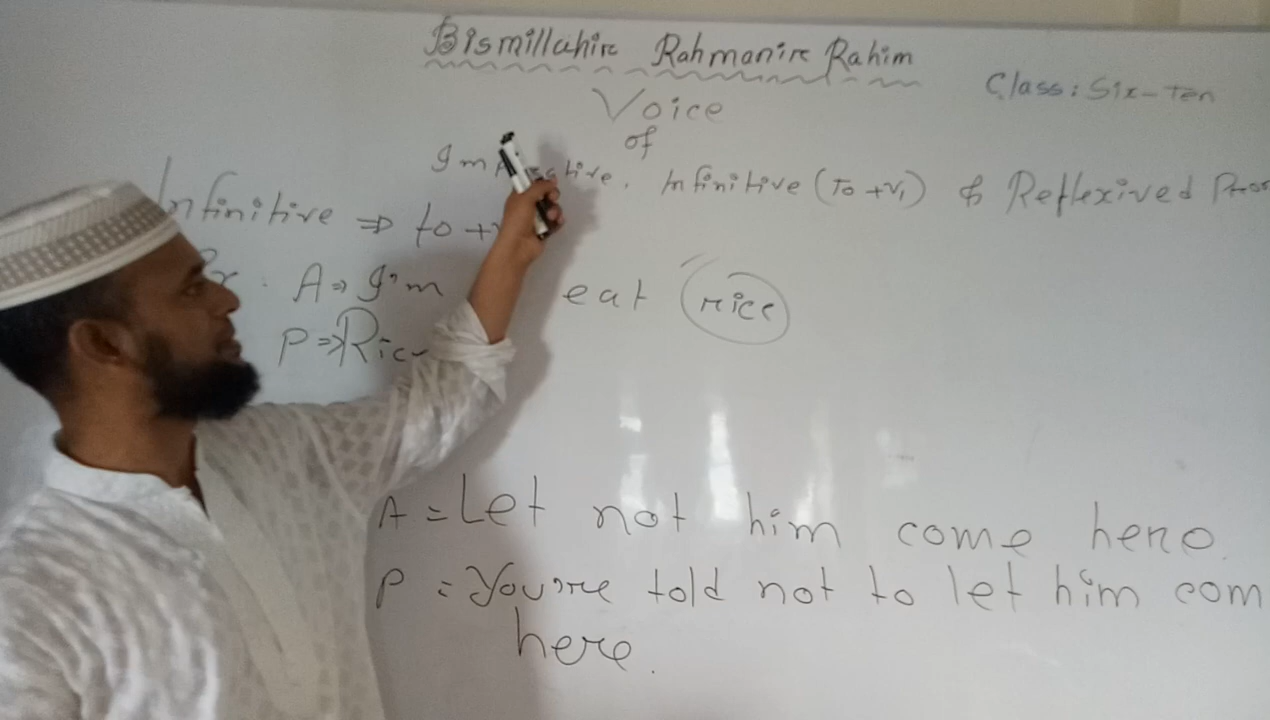 Bismillahir Rahmanir Rahim
Class: Six-Ten
Voice
of
Infinitive (To +V1) & Reflexived
Infinitive ⇒ to +v
Ex. A⇒ I'm eat rice
P⇒
A = Let not him come here.
P : You're told not to let him com
here.